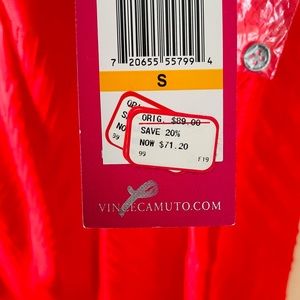 7 20655 55799 4
S
ORIG. $89.00
SAVE 20%
NOW $71.20
99 F19
VINCECAMUTO.COM